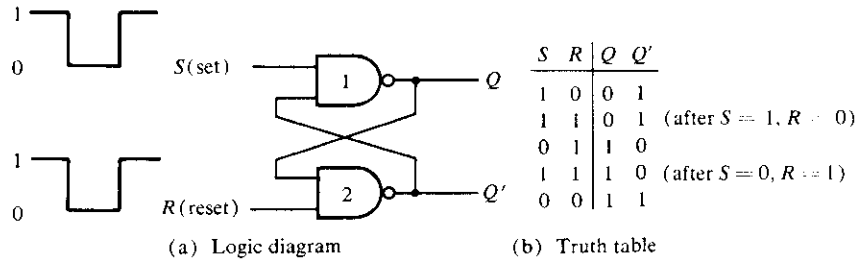 1
0
S(set)
1
Q
1
0
R(reset)
2
Q'
(a) Logic diagram
S R Q Q'
1 0 0 1
1 1 0 1 (after S = 1, R = 0)
0 1 1 0
1 1 1 0 (after S = 0, R = 1)
0 0 1 1
(b) Truth table